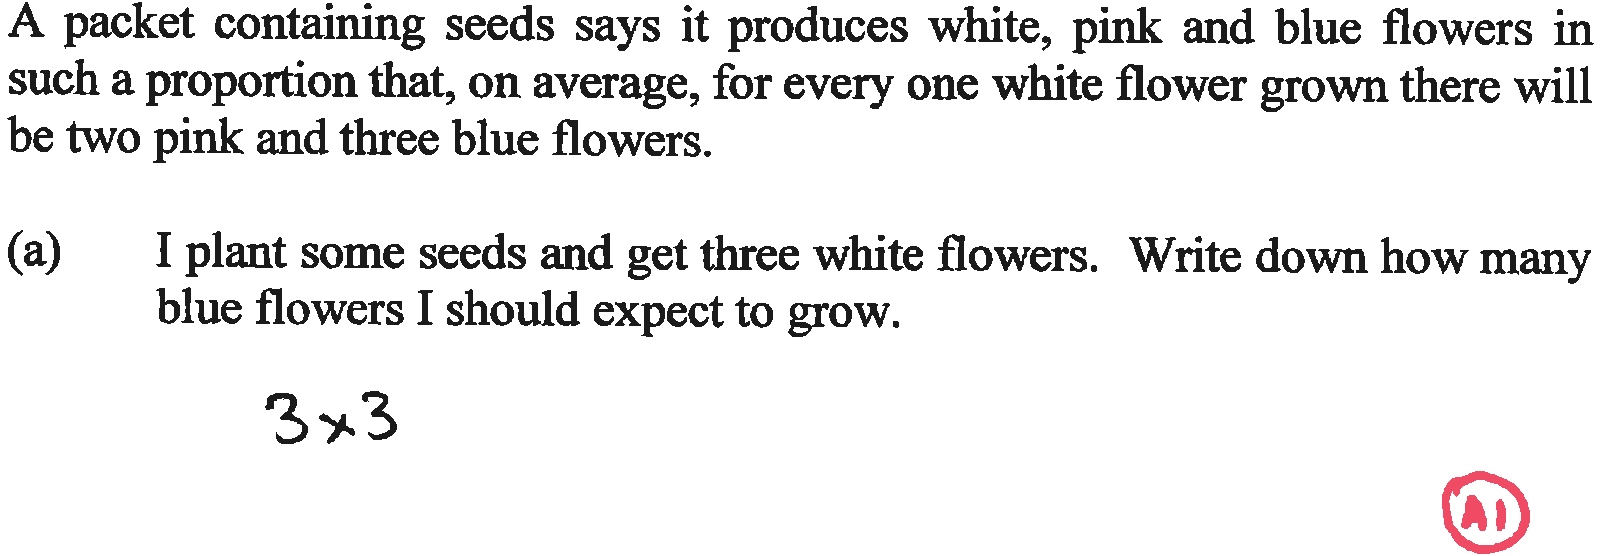 A packet containing seeds says it produces white, pink and blue flowers in
such a proportion that, on average, for every one white flower grown there will
be two pink and three blue flowers.
(a) I plant some seeds and get three white flowers. Write down how many
blue flowers I should expect to grow.
3×3
A1